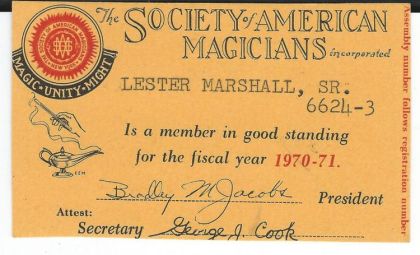 The SOCIETY of AMERICAN
MAGICIANS incorporated
MAGIC·UNITY·MIGHT
LESTER MARSHALL, SR.
6624-3
Is a member in good standing
for the fiscal year 1970-71.
Bradley M. Jacobs President
Attest:
Secretary George J. Cook
Assembly number follows registration number